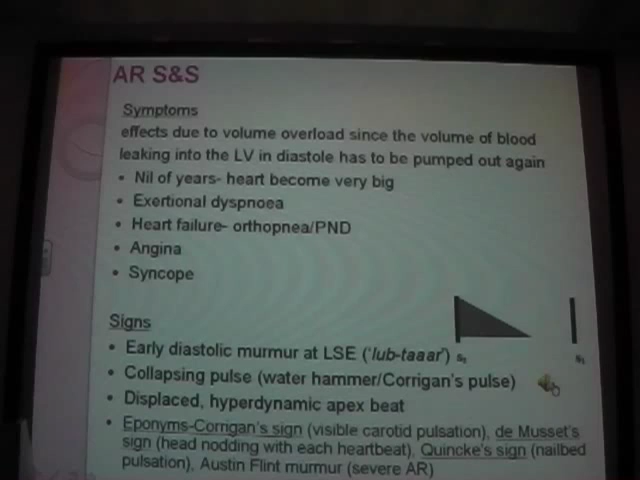 AR S&S
Symptoms
effects due to volume overload since the volume of blood
leaking into the LV in diastole has to be pumped out again
• Nil of years- heart become very big
• Exertional dyspnoea
• Heart failure- orthopnea/PND
• Angina
• Syncope
Signs
• Early diastolic murmur at LSE ('lub-taaar')
S₂
S₁
• Collapsing pulse (water hammer/Corrigan's pulse)
• Displaced, hyperdynamic apex beat
• Eponyms-Corrigan's sign (visible carotid pulsation), de Musset's
sign (head nodding with each heartbeat), Quincke's sign (nailbed
pulsation), Austin Flint murmur (severe AR)